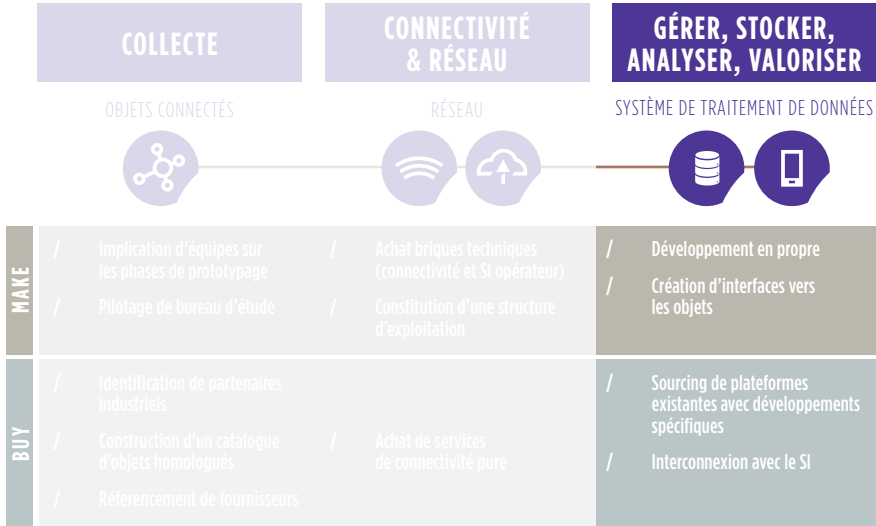 COLLECTE
CONNECTIVITÉ
& RÉSEAU
GÉRER, STOCKER,
ANALYSER, VALORISER
OBJETS CONNECTÉS
RÉSEAU
SYSTÈME DE TRAITEMENT DE DONNÉES
MAKE
/ Implication d'équipes sur
les phases de prototypage
/ Pilotage de bureau d'étude
/ Achat briques techniques
(connectivité et SI opérateur)
/ Constitution d'une structure
d'exploitation
/ Développement en propre
/ Création d'interfaces vers
les objets
BUY
/ Identification de partenaires
industriels
/ Construction d'un catalogue
d'objets homologués
/ Réferencement de fournisseurs
/ Achat de services
de connectivité pure
/ Sourcing de plateformes
existantes avec développements
spécifiques
/ Interconnexion avec le SI